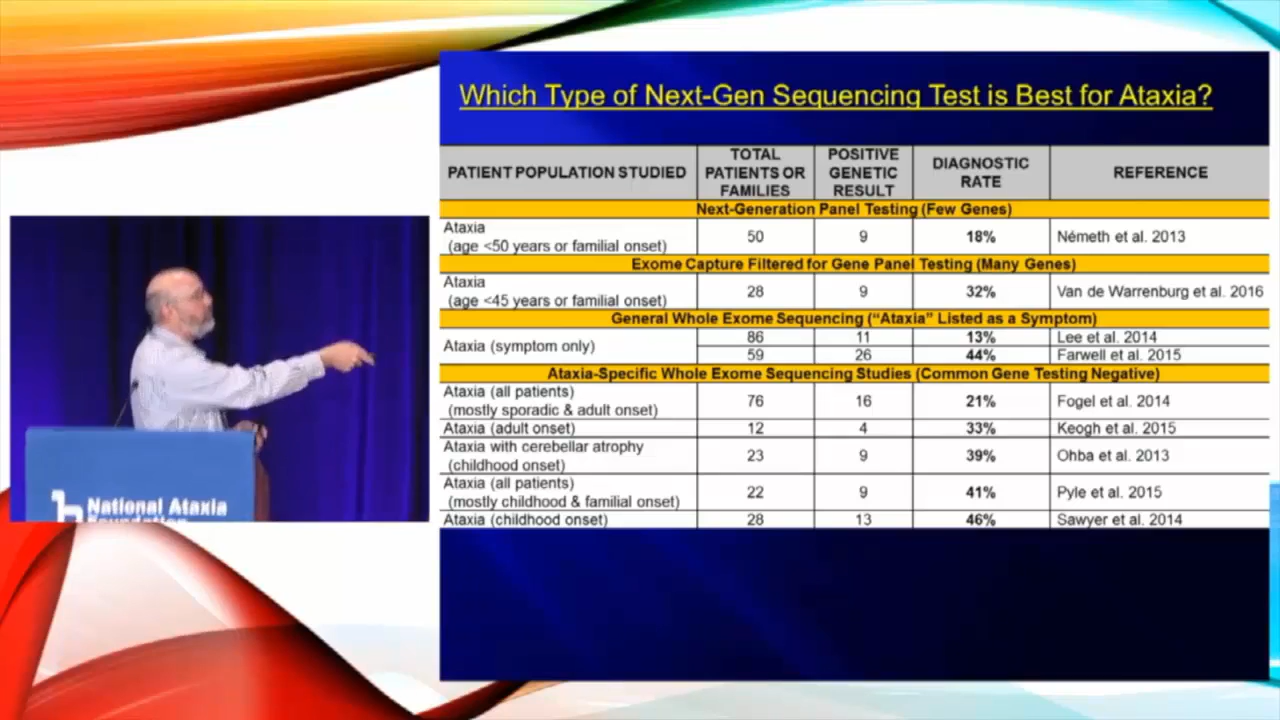 Which Type of Next-Gen Sequencing Test is Best for Ataxia?
PATIENT POPULATION STUDIED
TOTAL
PATIENTS OR
FAMILIES
POSITIVE
GENETIC
RESULT
DIAGNOSTIC
RATE
REFERENCE
Next-Generation Panel Testing (Few Genes)
Ataxia
(age <50 years or familial onset)
50
9
18%
Németh et al. 2013
Exome Capture Filtered for Gene Panel Testing (Many Genes)
Ataxia
(age <45 years or familial onset)
28
9
32%
Van de Warrenburg et al. 2016
General Whole Exome Sequencing (“Ataxia” Listed as a Symptom)
Ataxia (symptom only)
86
11
13%
Lee et al. 2014
59
26
44%
Farwell et al. 2015
Ataxia-Specific Whole Exome Sequencing Studies (Common Gene Testing Negative)
Ataxia (all patients)
(mostly sporadic & adult onset)
76
16
21%
Fogel et al. 2014
Ataxia (adult onset)
12
4
33%
Keogh et al. 2015
Ataxia with cerebellar atrophy
(childhood onset)
23
9
39%
Ohba et al. 2013
Ataxia (all patients)
(mostly childhood & familial onset)
22
9
41%
Pyle et al. 2015
Ataxia (childhood onset)
28
13
46%
Sawyer et al. 2014
National Ataxia
Foundation